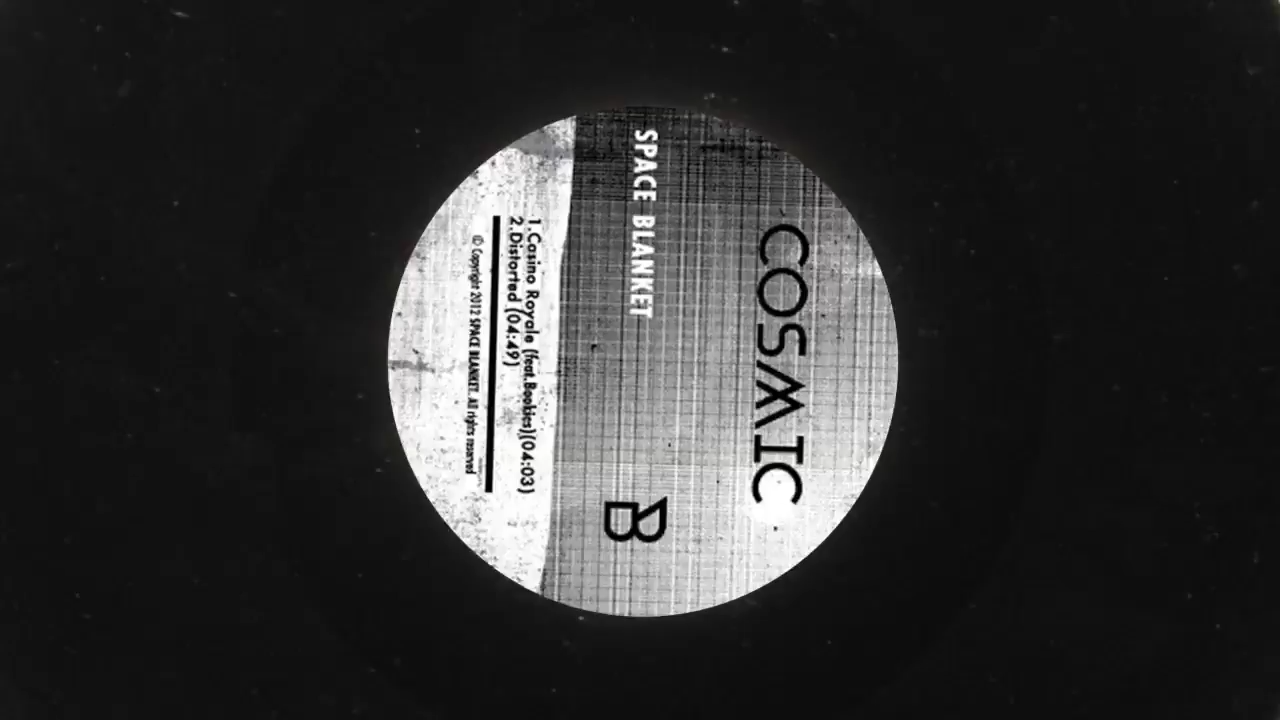 COSMIC
SPACE BLANKET
B
1.Casino Royale (feat.Bookies)(04:03)
2.Distorted (04:49)
© Copyright 2012 SPACE BLANKET. All rights reserved